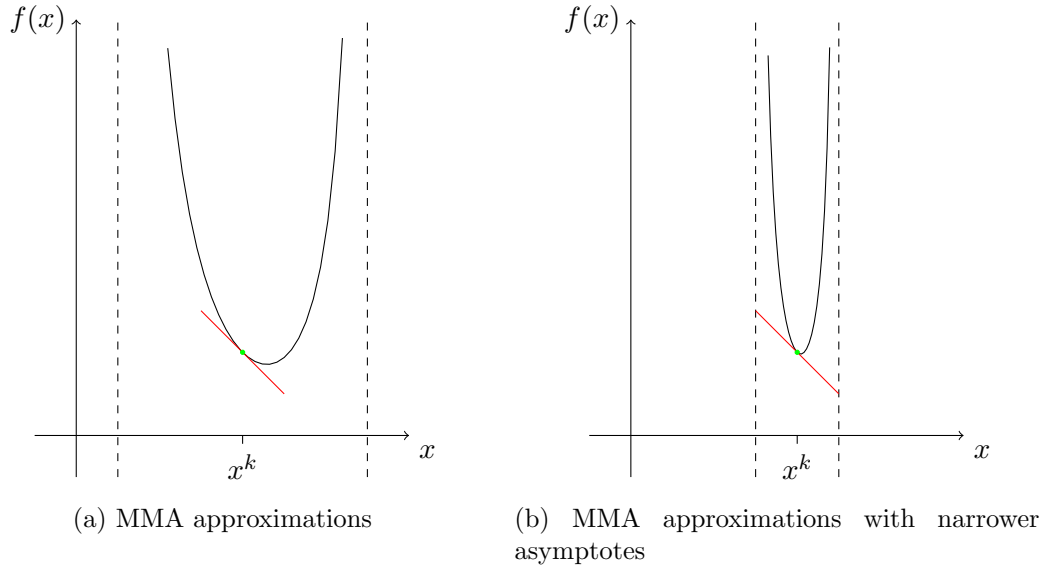 f(x)
x
x^k
(a) MMA approximations
f(x)
x
x^k
(b) MMA approximations with narrower
asymptotes